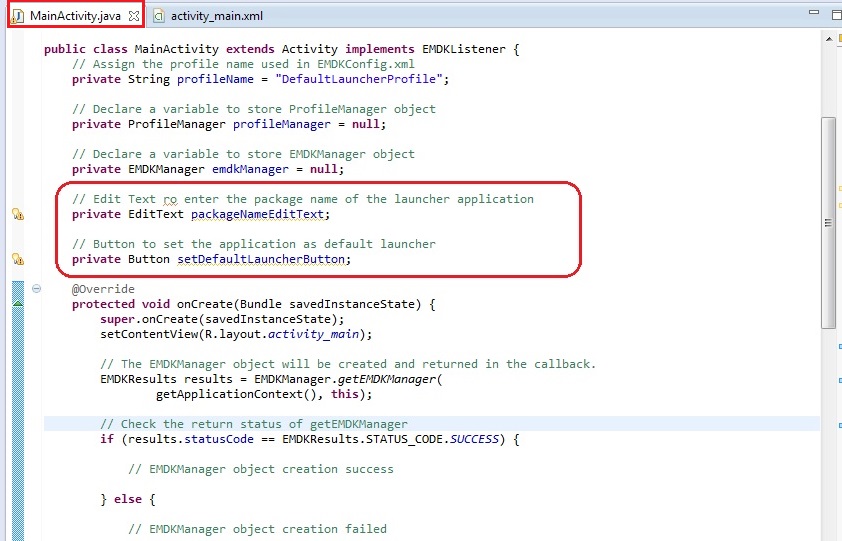 MainActivity.java activity_main.xml
public class MainActivity extends Activity implements EMDKListener {
// Assign the profile name used in EMDKConfig.xml
private String profileName = "DefaultLauncherProfile";
// Declare a variable to store ProfileManager object
private ProfileManager profileManager = null;
// Declare a variable to store EMDKManager object
private EMDKManager emdkManager = null;
// Edit Text ro enter the package name of the launcher application
private EditText packageNameEditText;
// Button to set the application as default launcher
private Button setDefaultLauncherButton;
@Override
protected void onCreate(Bundle savedInstanceState) {
super.onCreate(savedInstanceState);
setContentView(R.layout.activity_main);
// The EMDKManager object will be created and returned in the callback.
EMDKResults results = EMDKManager.getEMDKManager(
getApplicationContext(), this);
// Check the return status of getEMDKManager
if (results.statusCode == EMDKResults.STATUS_CODE.SUCCESS) {
// EMDKManager object creation success
} else {
// EMDKManager object creation failed